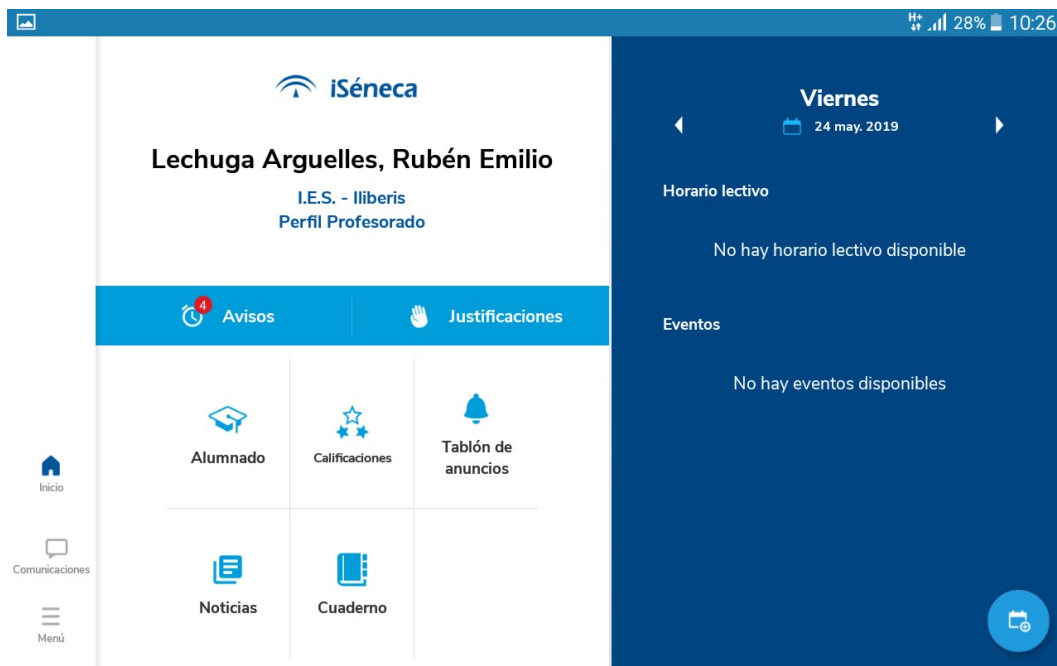 H+ 28% 10:26
iSéneca
Lechuga Arguelles, Rubén Emilio
I.E.S. - Iliberis
Perfil Profesorado
4
Avisos
Justificaciones
Alumnado
Calificaciones
Tablón de
anuncios
Noticias
Cuaderno
Inicio
Comunicaciones
Menú
Viernes
24 may. 2019
Horario lectivo
No hay horario lectivo disponible
Eventos
No hay eventos disponibles